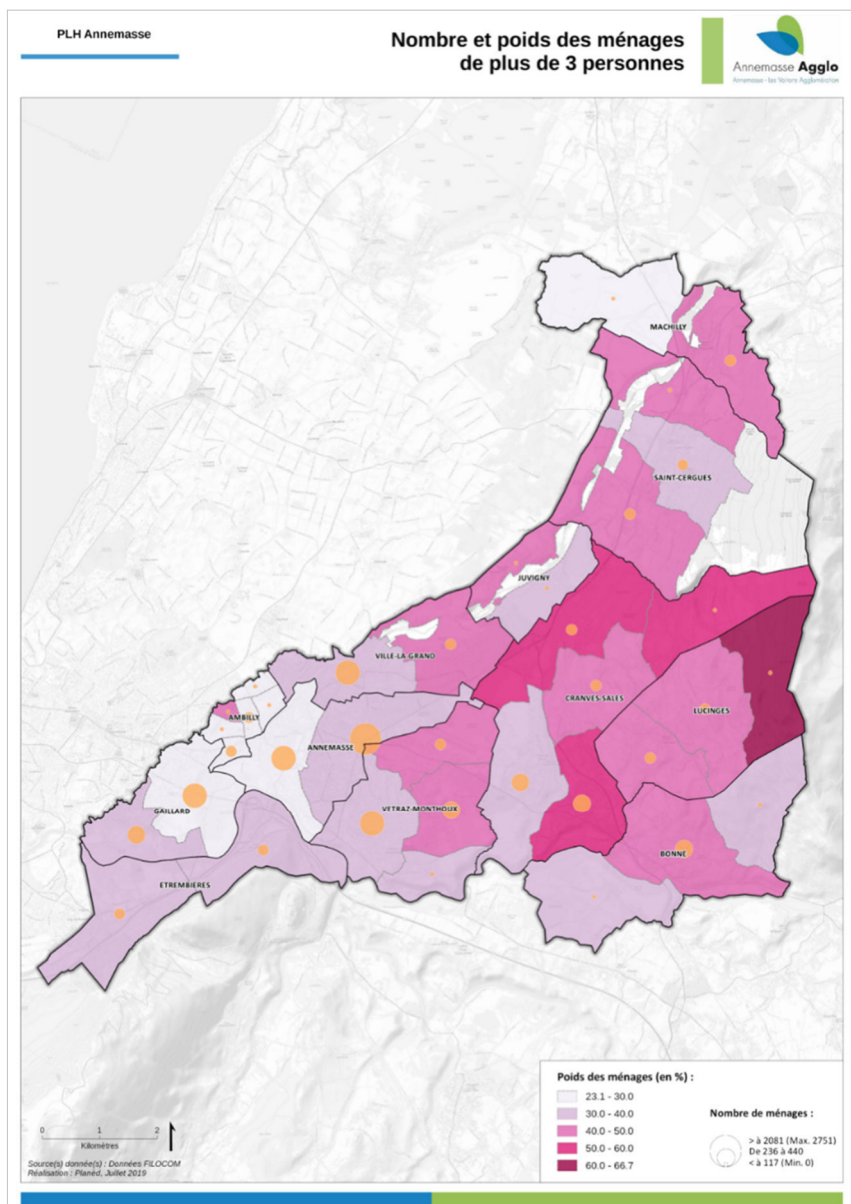 PLH Annemasse
Nombre et poids des ménages
de plus de 3 personnes
Annemasse Agglo
Annemasse - les Voirons Agglomération
MACHILLY
SAINT-CERGUES
JUVIGNY
VILLE-LA-GRAND
CRANVES-SALES
LUCINGES
AMBILLY
ANNEMASSE
GAILLARD
VETRAZ-MONTHOUX
BONNE
ETREMBIERES
Poids des ménages (en %) :
23.1 - 30.0
30.0 - 40.0
40.0 - 50.0
50.0 - 60.0
60.0 - 66.7
Nombre de ménages :
> à 2081 (Max. 2751)
De 236 à 440
< à 117 (Min. 0)
0 1 2
Kilomètres
Source(s) donnée(s) : Données FILOCOM
Réalisation : Planèd, Juillet 2019